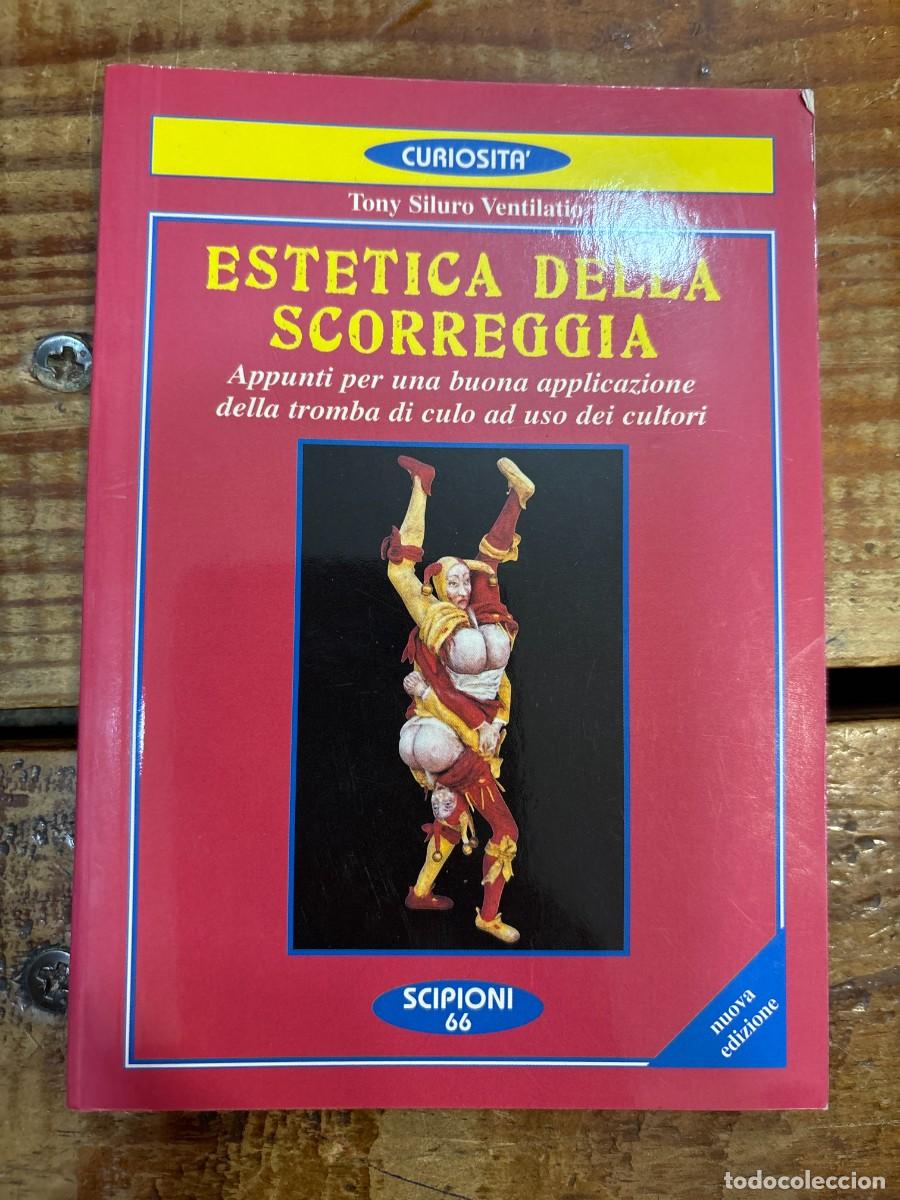 CURIOSITA'
Tony Siluro Ventilatio
ESTETICA DELLA
SCORREGGIA
Appunti per una buona applicazione
della tromba di culo ad uso dei cultori
SCIPIONI
66
nuova
edizione
todocoleccion